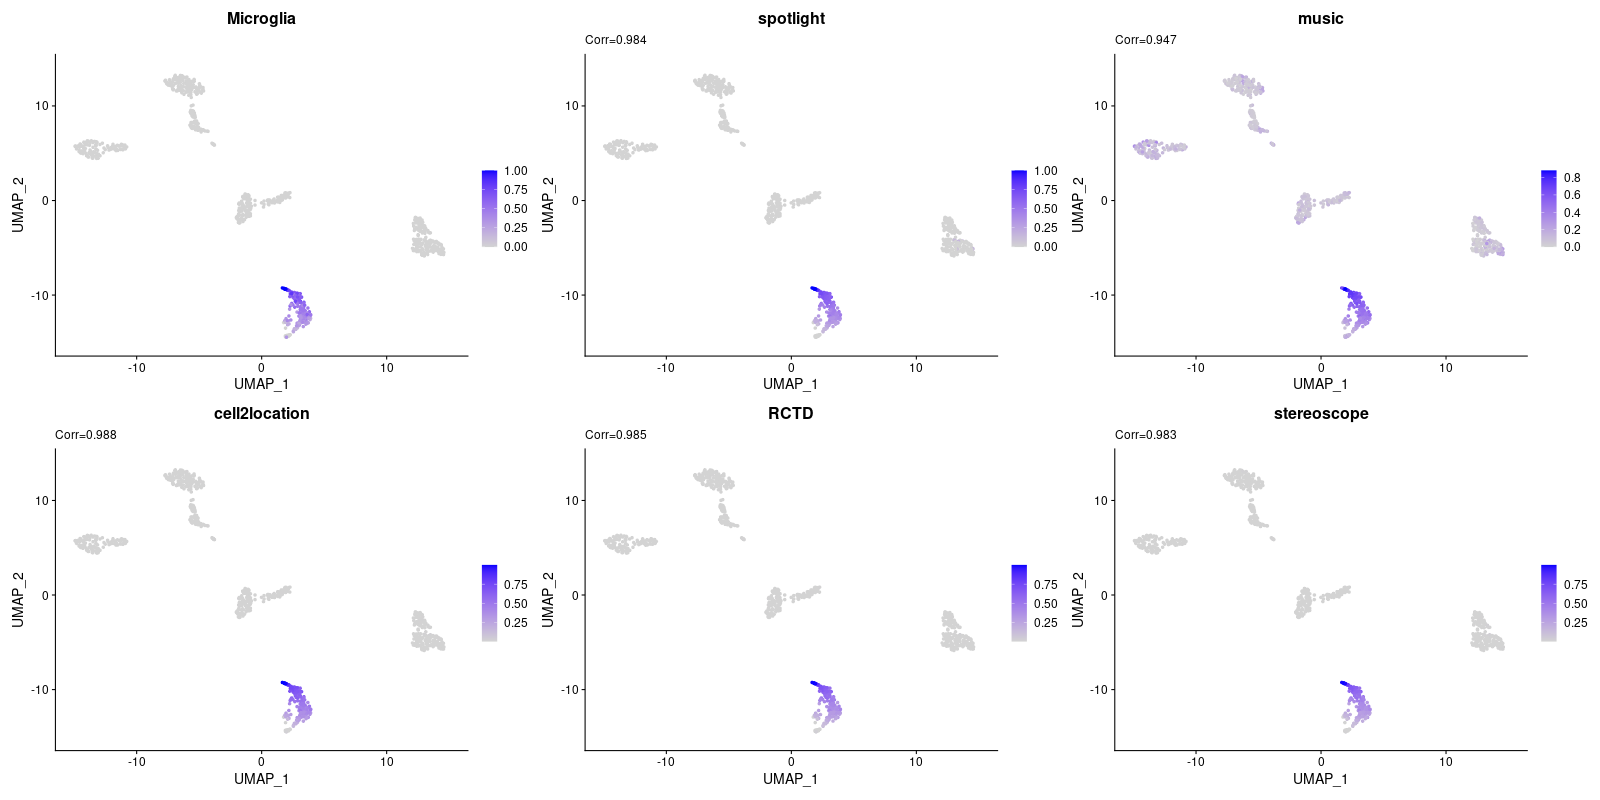 Microglia
10
0
-10
UMAP_2
-10 0 10
UMAP_1
1.00
0.75
0.50
0.25
0.00
spotlight
Corr=0.984
10
0
-10
UMAP_2
-10 0 10
UMAP_1
1.00
0.75
0.50
0.25
0.00
music
Corr=0.947
10
0
-10
UMAP_2
-10 0 10
UMAP_1
0.8
0.6
0.4
0.2
0.0
cell2location
Corr=0.988
10
0
-10
UMAP_2
-10 0 10
UMAP_1
0.75
0.50
0.25
RCTD
Corr=0.985
10
0
-10
UMAP_2
-10 0 10
UMAP_1
0.75
0.50
0.25
stereoscope
Corr=0.983
10
0
-10
UMAP_2
-10 0 10
UMAP_1
0.75
0.50
0.25